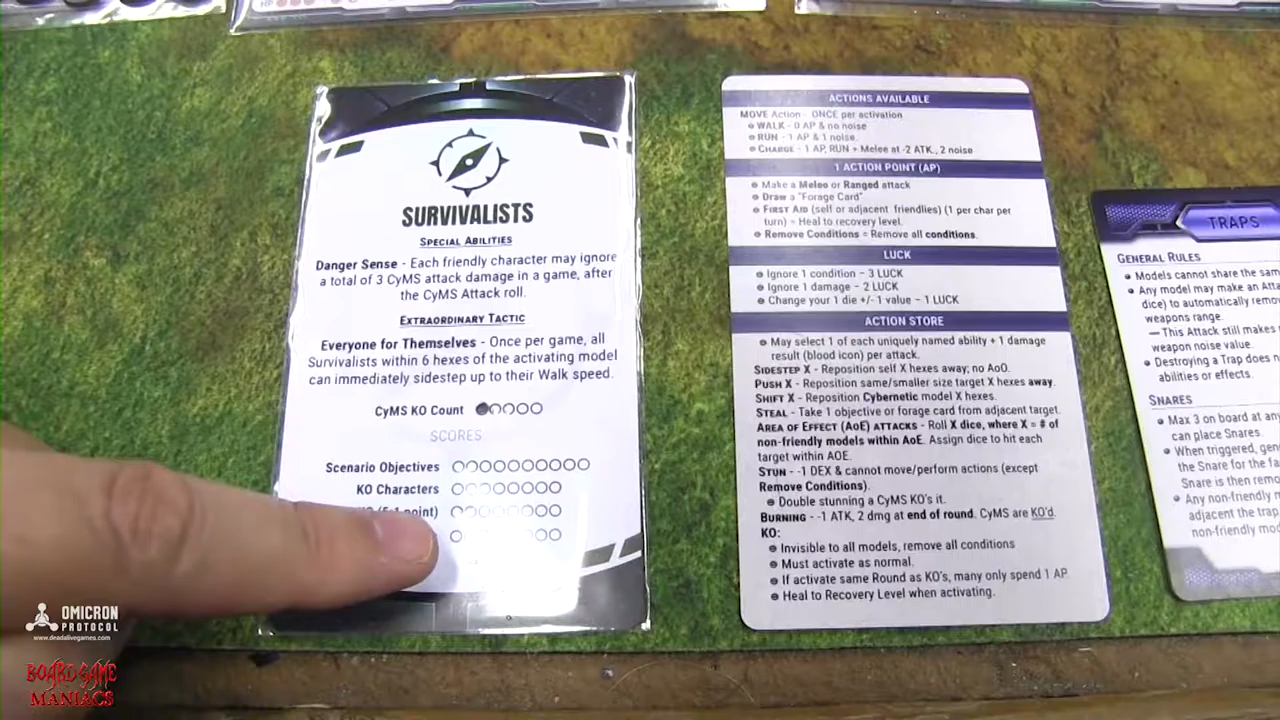 HP
SURVIVALISTS
SPECIAL ABILITIES
Danger Sense - Each friendly character may ignore
a total of 3 CyMS attack damage in a game, after
the CyMS Attack roll.
EXTRAORDINARY TACTIC
Everyone for Themselves - Once per game, all
Survivalists within 6 hexes of the activating model
can immediately sidestep up to their Walk speed.
CyMS KO Count
SCORES
Scenario Objectives
KO Characters
point)
ACTIONS AVAILABLE
MOVE Action - ONCE per activation
WALK - 0 AP & no noise
RUN - 1 AP & 1 noise.
CHARGE - 1 AP, RUN + Melee at -2 ATK., 2 noise
1 ACTION POINT (AP)
Make a Melee or Ranged attack
Draw a "Forage Card"
FIRST AID (self or adjacent friendlies) (1 per char per
turn) = Heal to recovery level.
Remove Conditions = Remove all conditions.
LUCK
Ignore 1 condition - 3 LUCK
Ignore 1 damage - 2 LUCK
Change your 1 die +/- 1 value - 1 LUCK
ACTION STORE
May select 1 of each uniquely named ability + 1 damage
result (blood icon) per attack.
SIDESTEP X - Reposition self X hexes away; no AoO.
PUSH X - Reposition same/smaller size target X hexes away.
SHIFT X - Reposition Cybernetic model X hexes.
STEAL - Take 1 objective or forage card from adjacent target.
AREA OF EFFECT (AoE) ATTACKS - Roll X dice, where X = # of
non-friendly models within AoE. Assign dice to hit each
target within AOE.
STUN - -1 DEX & cannot move/perform actions (except
Remove Conditions).
Double stunning a CyMS KO's it.
BURNING - -1 ATK, 2 dmg at end of round. CyMS are KO'd.
KO:
Invisible to all models, remove all conditions
Must activate as normal.
If activate same Round as KO's, many only spend 1 AP.
Heal to Recovery Level when activating.
TRAPS
GENERAL RULES
Models cannot share the sam
Any model may make an Atta
dice) to automatically remov
weapons range.
— This Attack still makes
weapon noise value.
Destroying a Trap does n
abilities or effects.
SNARES
Max 3 on board at any
can place Snares.
When triggered, gen
the Snare for the fa
Snare is then remo
Any non-friendly m
adjacent the trap
non-friendly mo
OMICRON
PROTOCOL
www.deadalivegames.com
BOARD GAME
MANIACS